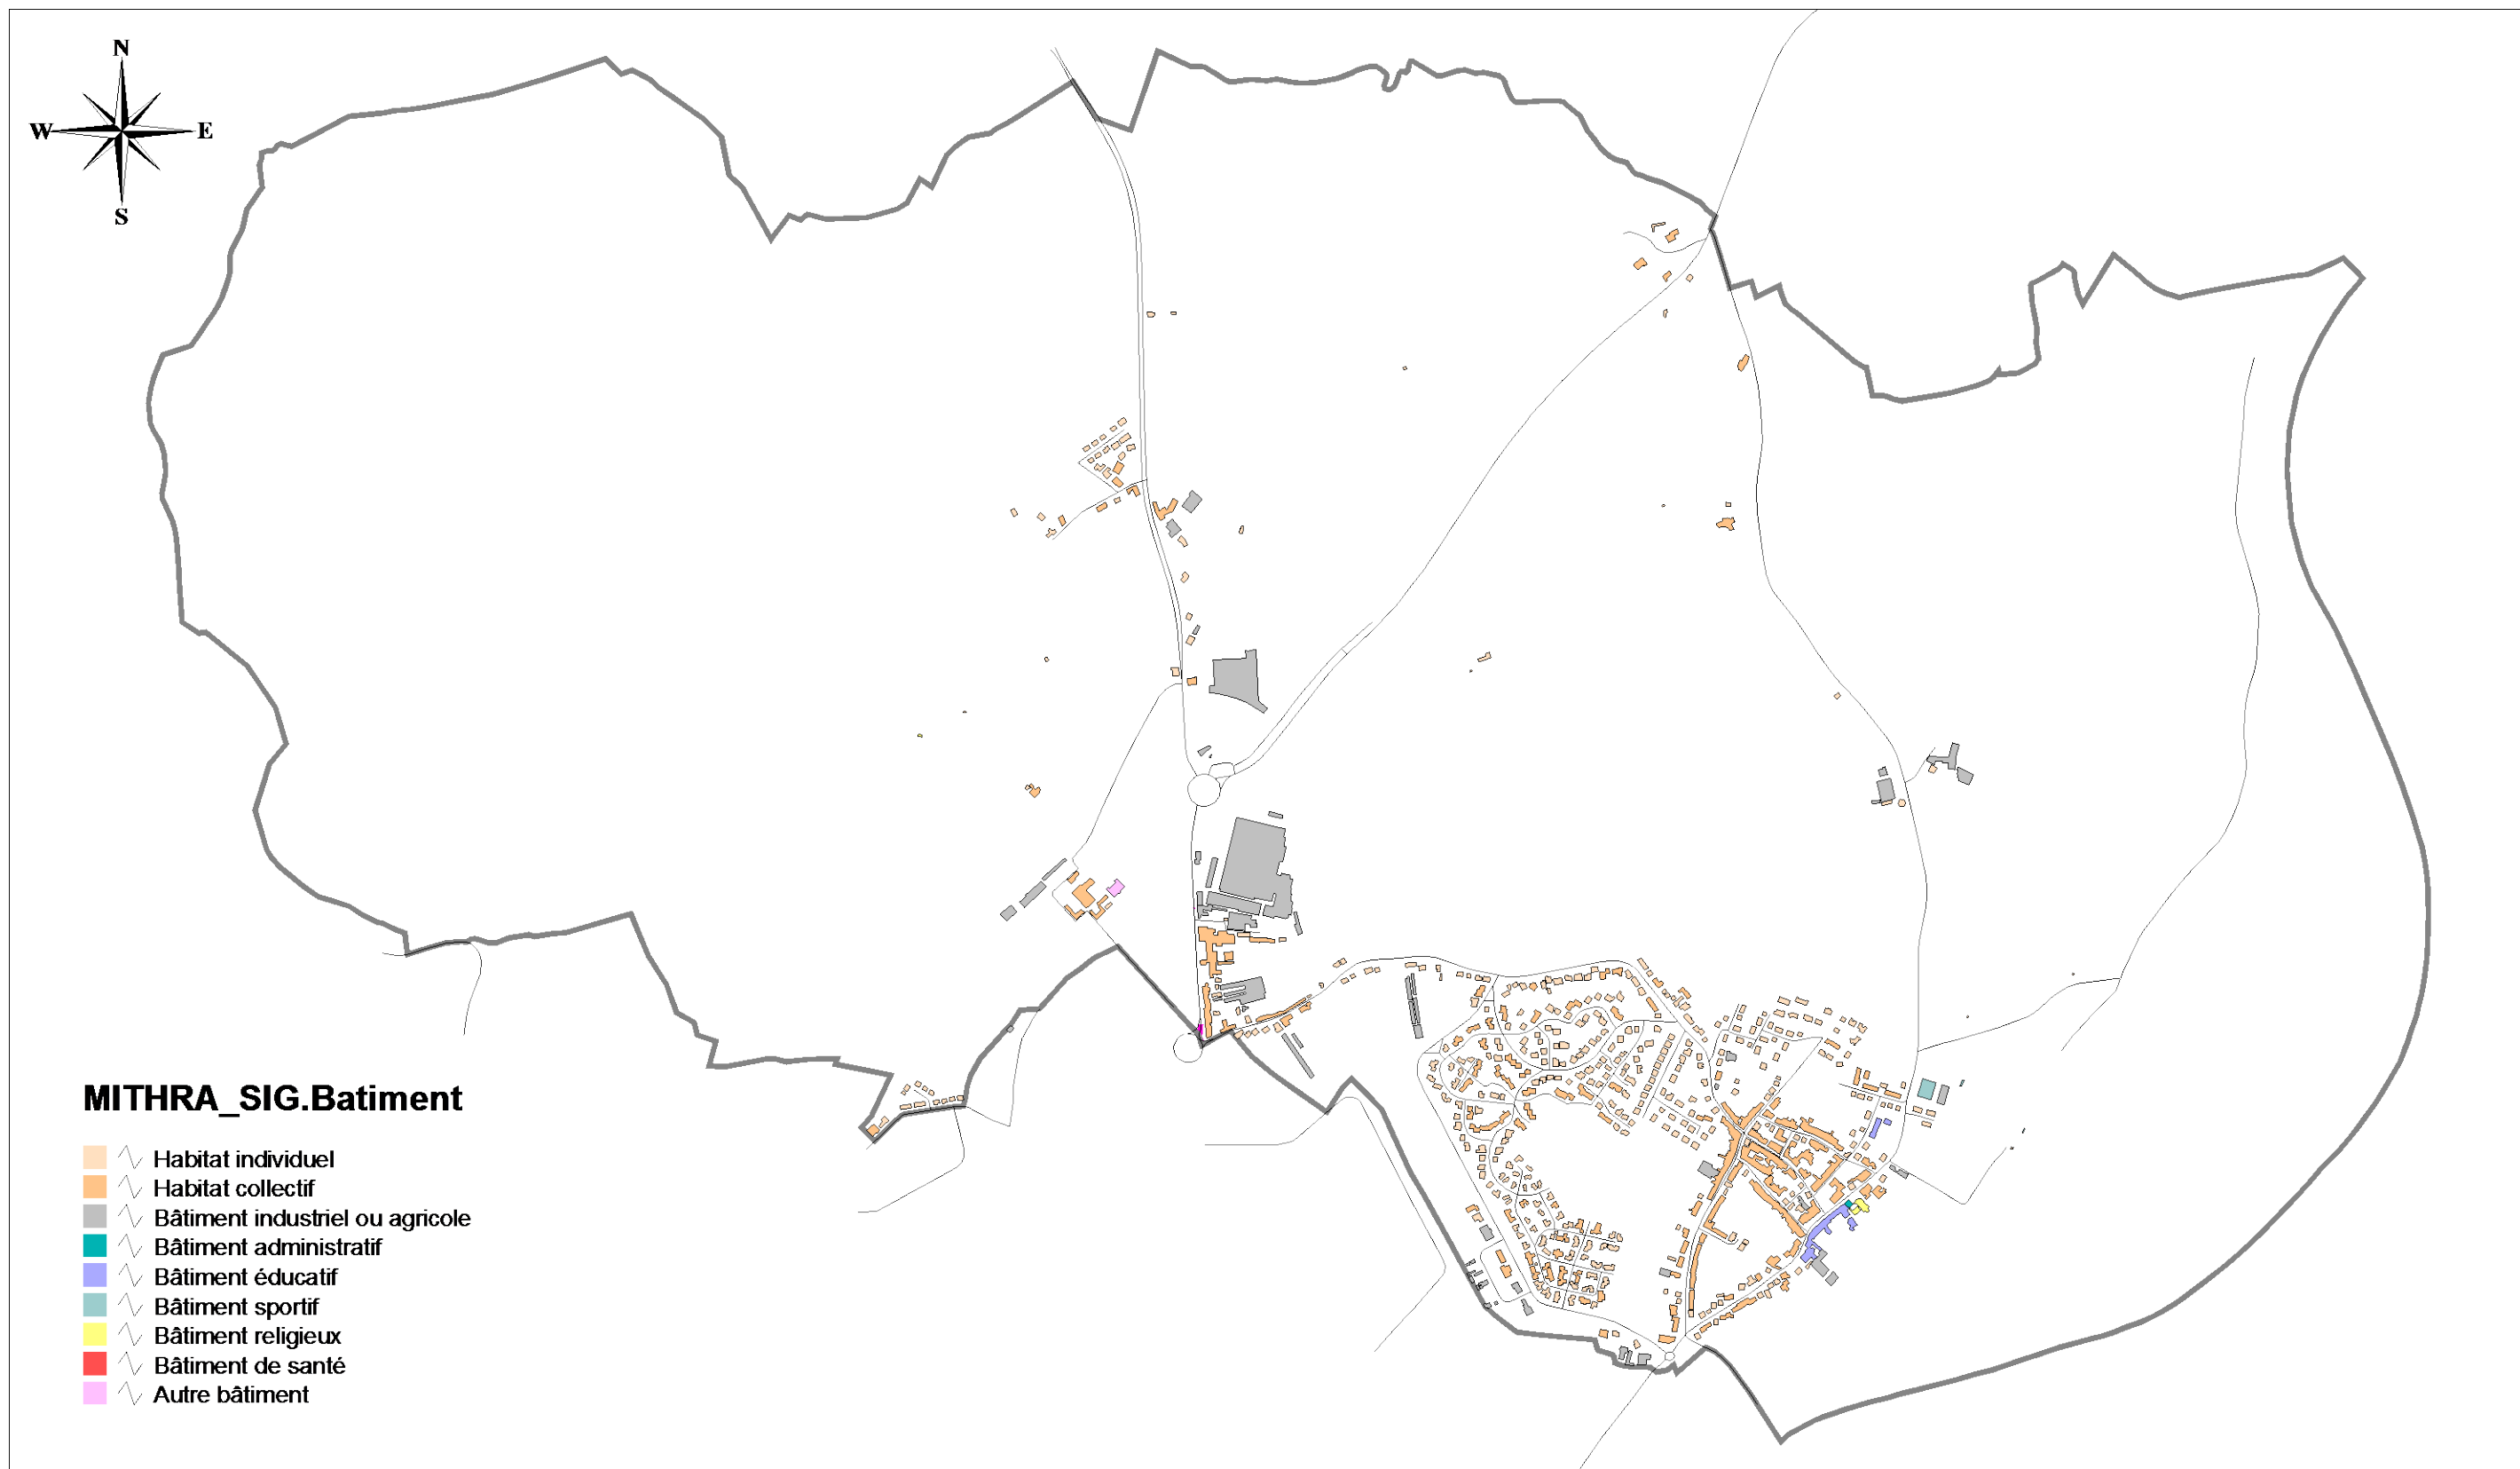 N
W E
S
MITHRA_SIG.Batiment
Habitat individuel
Habitat collectif
Bâtiment industriel ou agricole
Bâtiment administratif
Bâtiment éducatif
Bâtiment sportif
Bâtiment religieux
Bâtiment de santé
Autre bâtiment